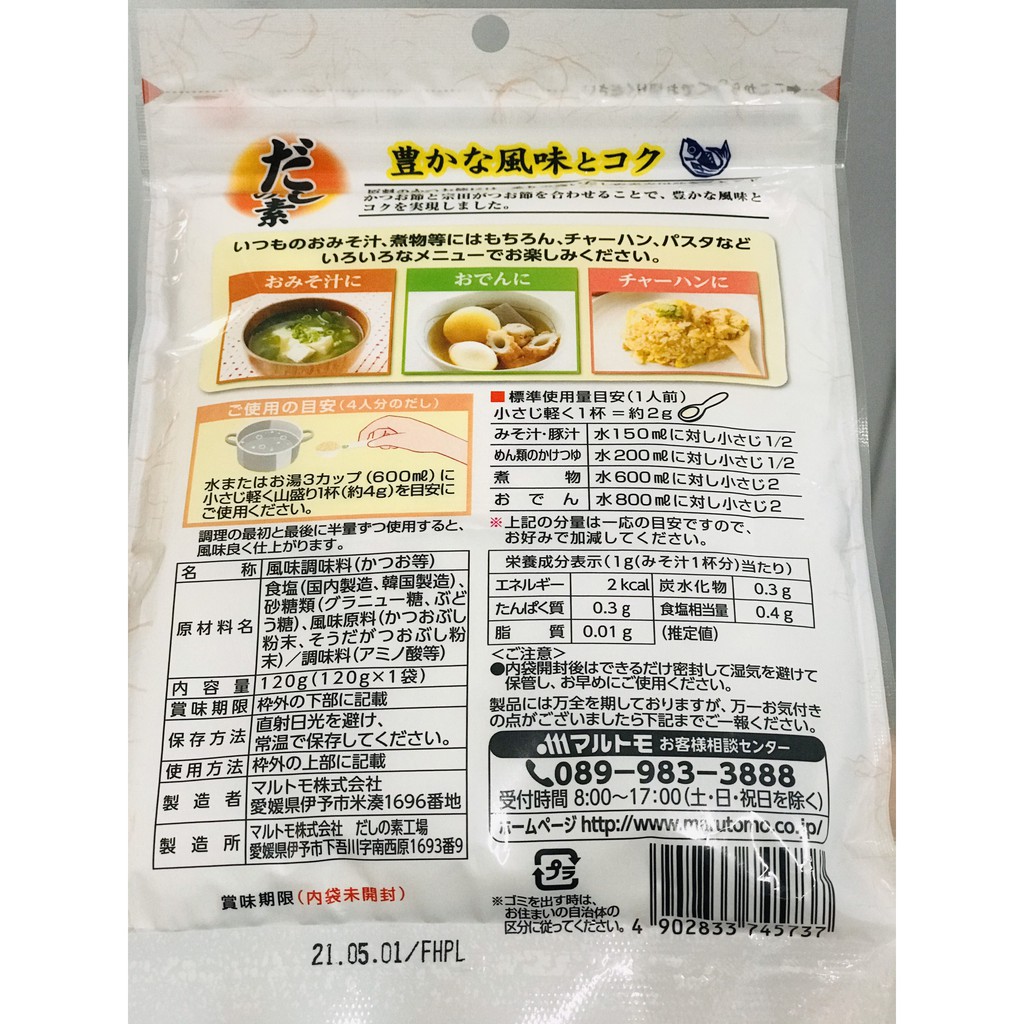 だしの素
豊かな風味とコク
かつお節と宗田がつお節を合わせることで、豊かな風味と
コクを実現しました。
いつものおみそ汁、煮物等にはもちろん、チャーハン、パスタなど
いろいろなメニューでお楽しみください。
おみそ汁に
おでんに
チャーハンに
ご使用の目安(4人分のだし)
水またはお湯3カップ(600㎖)に
小さじ軽く山盛り1杯(約4g)を目安に
ご使用ください。
調理の最初と最後に半量ずつ使用すると、
風味良く仕上がります。
■標準使用量目安(1人前)
小さじ軽く1杯=約2g
みそ汁・豚汁 水150㎖に対し小さじ1/2
めん類のかけつゆ 水200㎖に対し小さじ1/2
煮物 水600㎖に対し小さじ2
おでん 水800㎖に対し小さじ2
※上記の分量は一応の目安ですので、
お好みで加減してください。
名称 風味調味料(かつお等)
原材料名 食塩(国内製造、韓国製造)、
砂糖類(グラニュー糖、ぶど
う糖)、風味原料(かつおぶし
粉末、そうだがつおぶし粉
末)/調味料(アミノ酸等)
内容量 120g(120g×1袋)
賞味期限 枠外の下部に記載
保存方法 直射日光を避け、
常温で保存してください。
使用方法 枠外の上部に記載
製造者 マルトモ株式会社
愛媛県伊予市米湊1696番地
製造所 マルトモ株式会社 だしの素工場
愛媛県伊予市下吾川字南西原1693番9
栄養成分表示(1g(みそ汁1杯分)当たり)
エネルギー 2kcal 炭水化物 0.3g
たんぱく質 0.3g 食塩相当量 0.4g
脂質 0.01g (推定値)
<ご注意>
●内袋開封後はできるだけ密封して湿気を避けて
保管し、お早めにご使用ください。
製品には万全を期しておりますが、万一お気付き
の点がございましたら下記までご一報ください。
マルトモ お客様相談センター
089-983-3888
受付時間 8:00~17:00(土・日・祝日を除く)
ホームページ http://www.marutomo.co.jp/
プラ
※ゴミを出す時は、
お住まいの自治体の
区分に従ってください。
4 902833 745737
賞味期限(内袋未開封)
21.05.01/FHPL